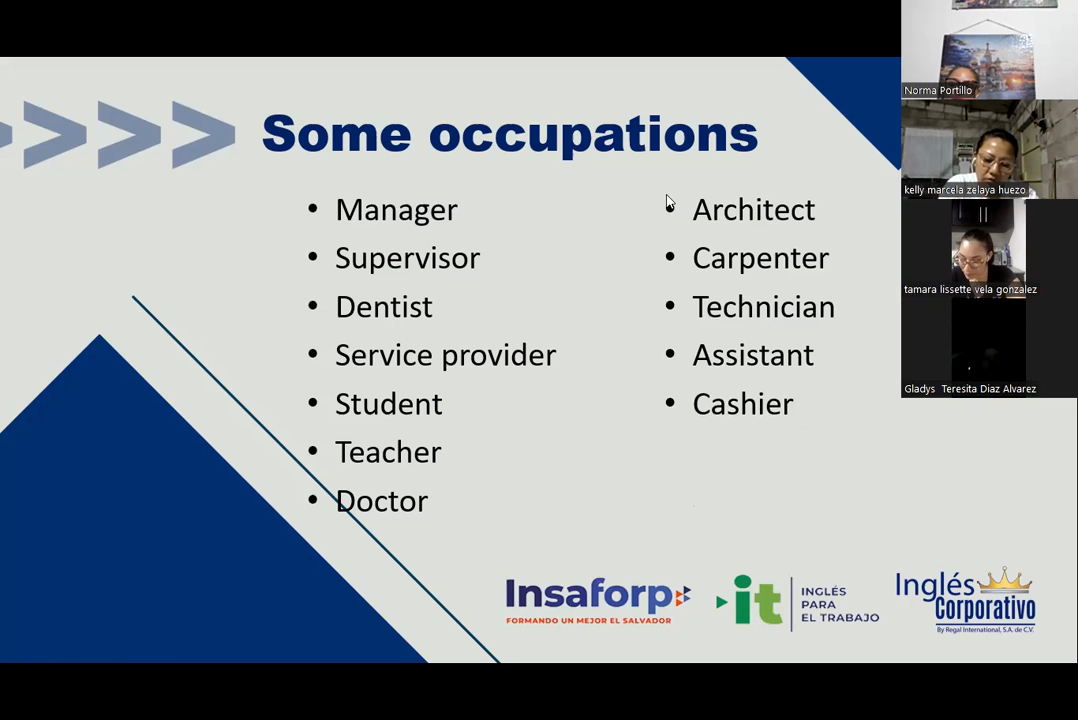 Some occupations
Manager
Supervisor
Dentist
Service provider
Student
Teacher
Doctor
Architect
Carpenter
Technician
Assistant
Cashier
Insaforp
FORMANDO UN MEJOR EL SALVADOR
it
INGLÉS
PARA
EL TRABAJO
Inglés
Corporativo
By Regal International, S.A. de C.V.
Norma Portillo
kelly marcela zelaya huezo
tamara lissette vela gonzalez
Gladys Teresita Diaz Alvarez